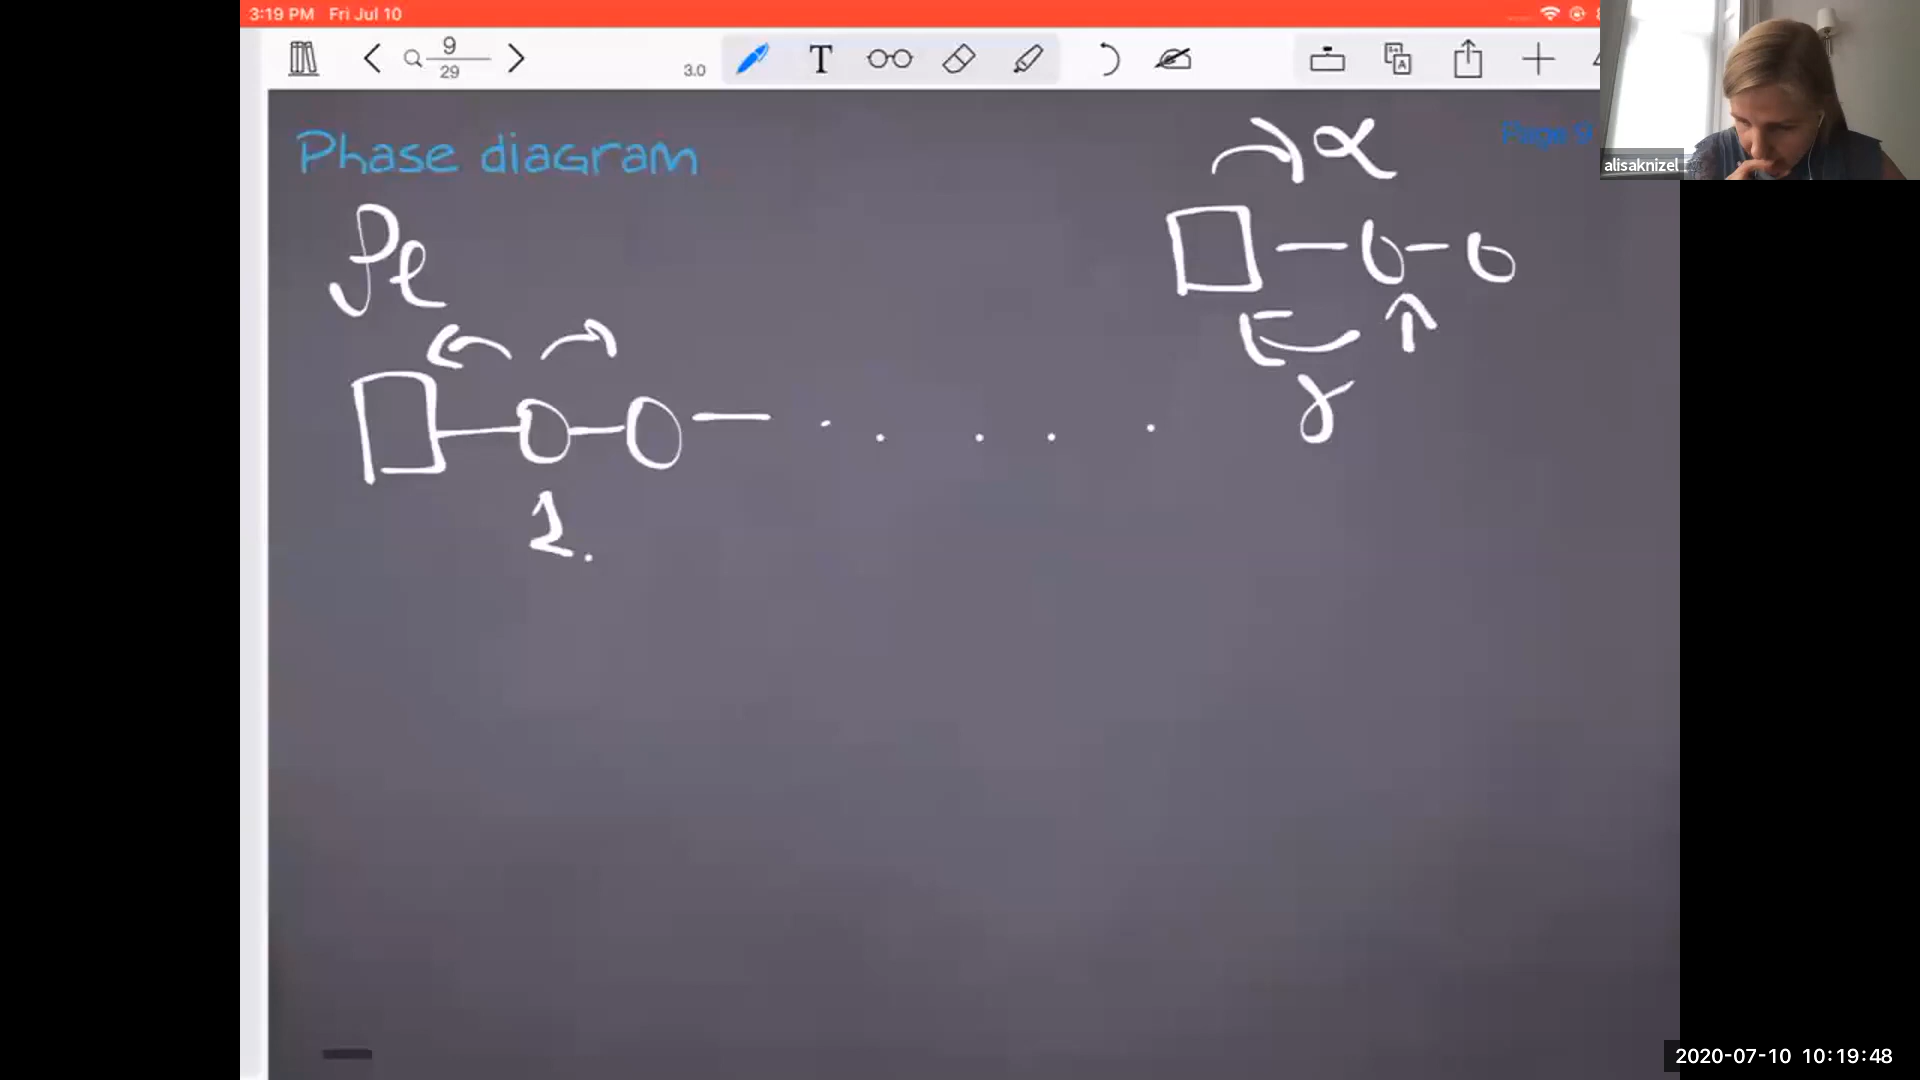 3:19 PM Fri Jul 10
9
29
3.0
T
A
Page 9
alisaknizel
Phase diagram
α
ρℓ
γ
1.
2020-07-10 10:19:48